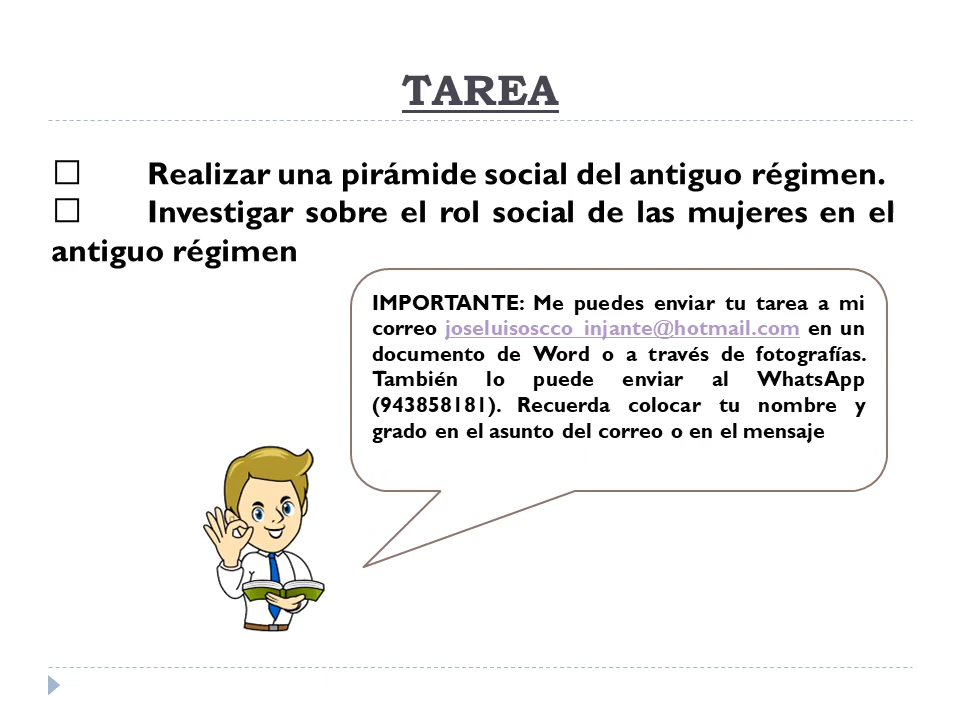 TAREA
☐ Realizar una pirámide social del antiguo régimen.
☐ Investigar sobre el rol social de las mujeres en el
antiguo régimen
IMPORTANTE: Me puedes enviar tu tarea a mi
correo joseluisoscco_injante@hotmail.com en un
documento de Word o a través de fotografías.
También lo puede enviar al WhatsApp
(943858181). Recuerda colocar tu nombre y
grado en el asunto del correo o en el mensaje